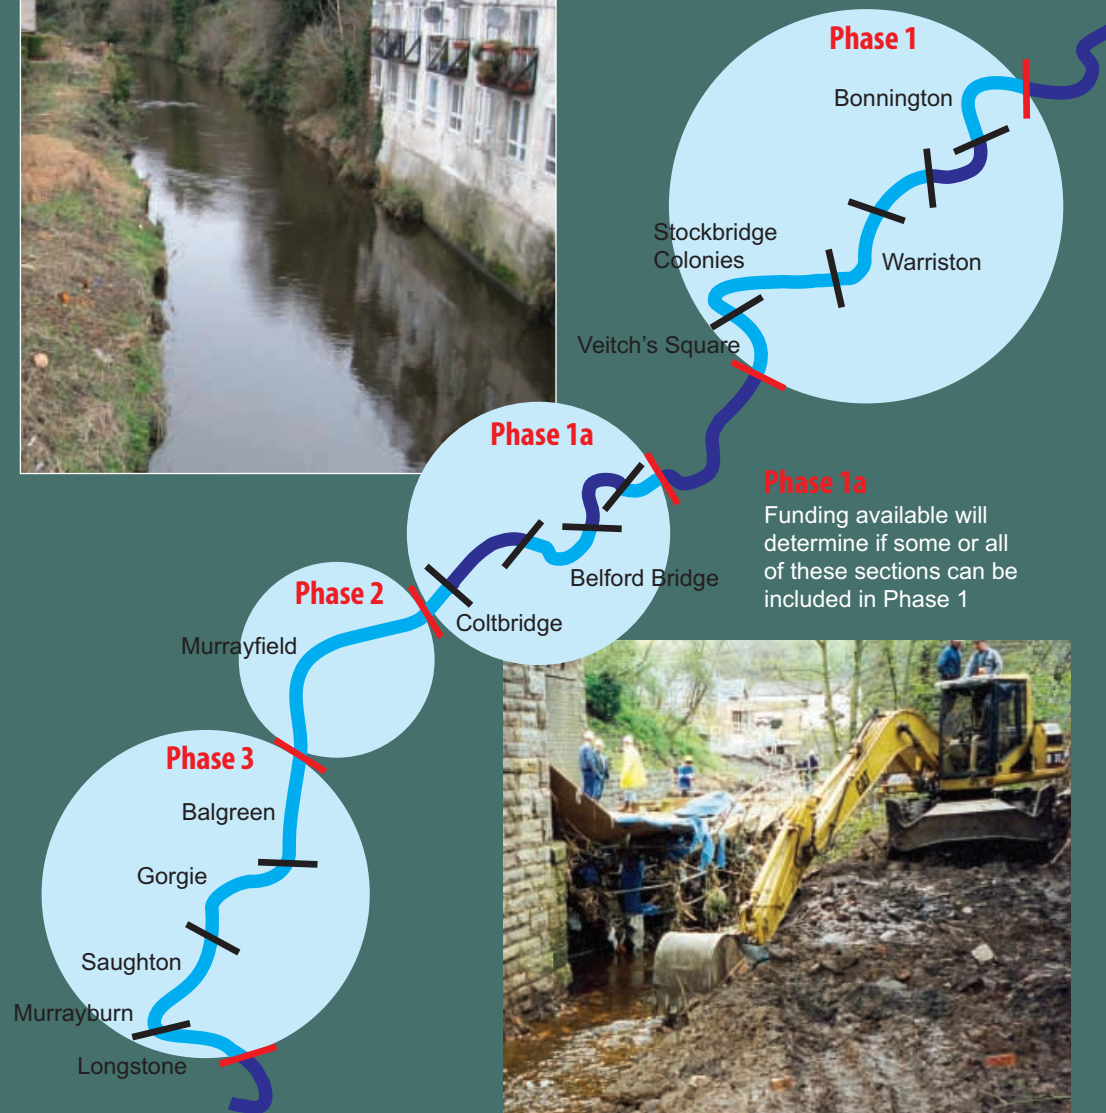 Phase 1
Bonnington
Stockbridge
Colonies
Warriston
Veitch's Square
Phase 1a
Phase 1a
Funding available will
determine if some or all
of these sections can be
included in Phase 1
Belford Bridge
Coltbridge
Phase 2
Murrayfield
Phase 3
Balgreen
Gorgie
Saughton
Murrayburn
Longstone
CAT